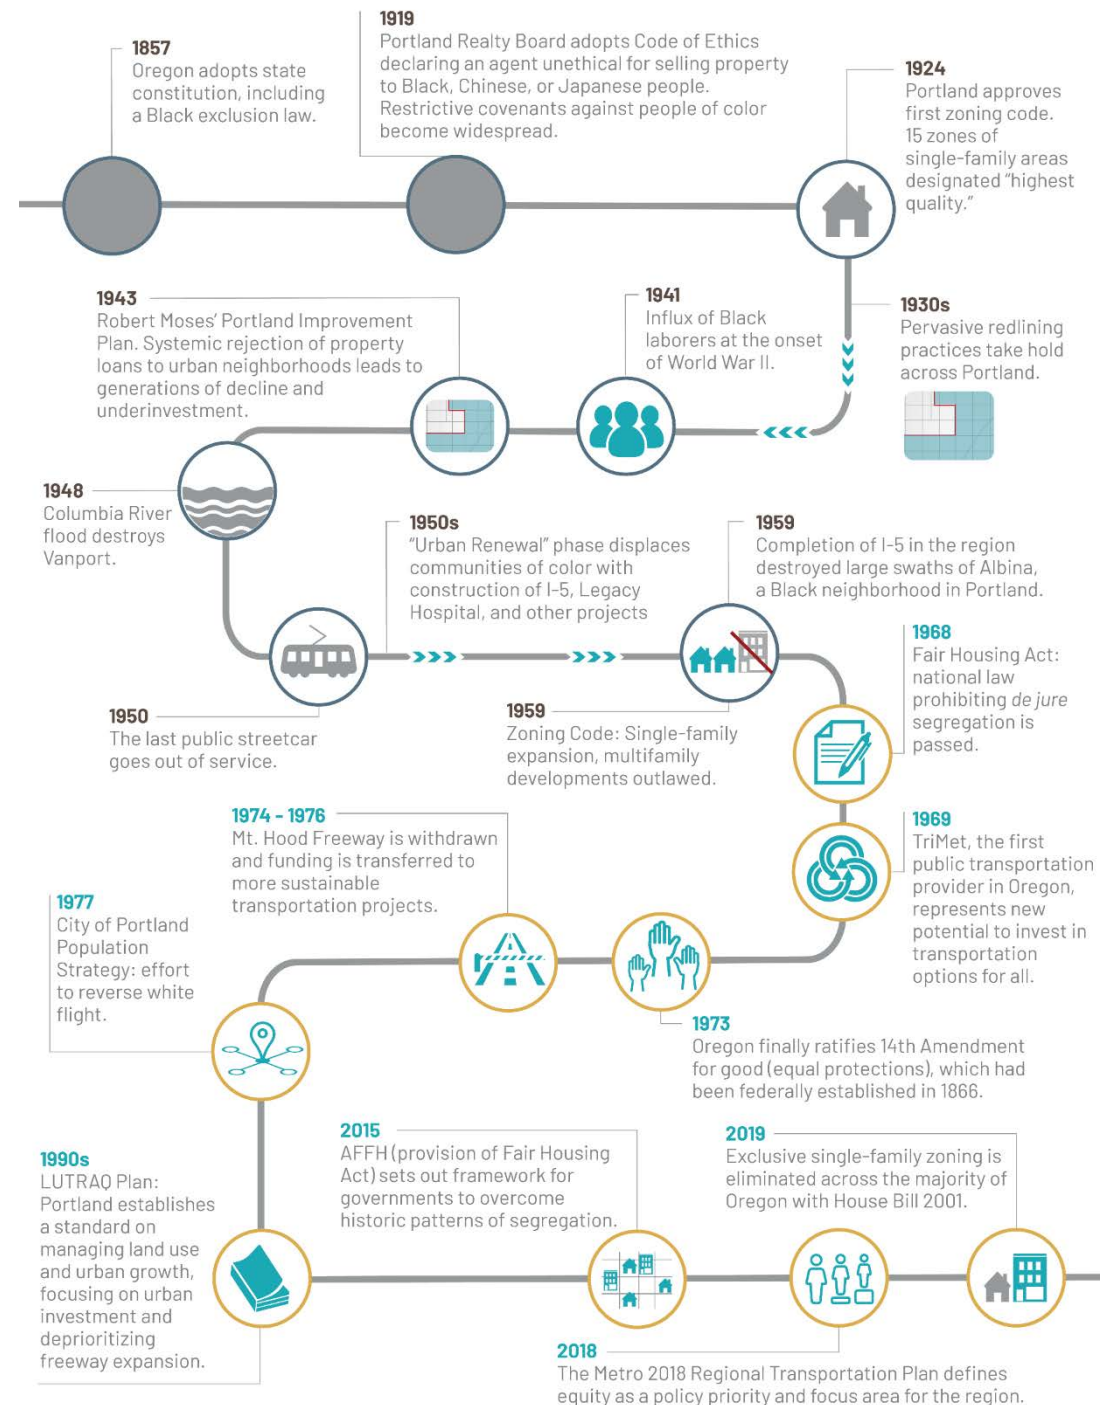 1857
Oregon adopts state
constitution, including
a Black exclusion law.
1919
Portland Realty Board adopts Code of Ethics
declaring an agent unethical for selling property
to Black, Chinese, or Japanese people.
Restrictive covenants against people of color
become widespread.
1924
Portland approves
first zoning code.
15 zones of
single-family areas
designated “highest
quality.”
1930s
Pervasive redlining
practices take hold
across Portland.
1941
Influx of Black
laborers at the onset
of World War II.
1943
Robert Moses’ Portland Improvement
Plan. Systemic rejection of property
loans to urban neighborhoods leads to
generations of decline and
underinvestment.
1948
Columbia River
flood destroys
Vanport.
1950
The last public streetcar
goes out of service.
1950s
“Urban Renewal” phase displaces
communities of color with
construction of I-5, Legacy
Hospital, and other projects
1959
Zoning Code: Single-family
expansion, multifamily
developments outlawed.
1959
Completion of I-5 in the region
destroyed large swaths of Albina,
a Black neighborhood in Portland.
1968
Fair Housing Act:
national law
prohibiting de jure
segregation is
passed.
1969
TriMet, the first
public transportation
provider in Oregon,
represents new
potential to invest in
transportation
options for all.
1973
Oregon finally ratifies 14th Amendment
for good (equal protections), which had
been federally established in 1866.
1974 - 1976
Mt. Hood Freeway is withdrawn
and funding is transferred to
more sustainable
transportation projects.
1977
City of Portland
Population
Strategy: effort
to reverse white
flight.
1990s
LUTRAQ Plan:
Portland establishes
a standard on
managing land use
and urban growth,
focusing on urban
investment and
deprioritizing
freeway expansion.
2015
AFFH (provision of Fair Housing
Act) sets out framework for
governments to overcome
historic patterns of segregation.
2018
The Metro 2018 Regional Transportation Plan defines
equity as a policy priority and focus area for the region.
2019
Exclusive single-family zoning is
eliminated across the majority of
Oregon with House Bill 2001.